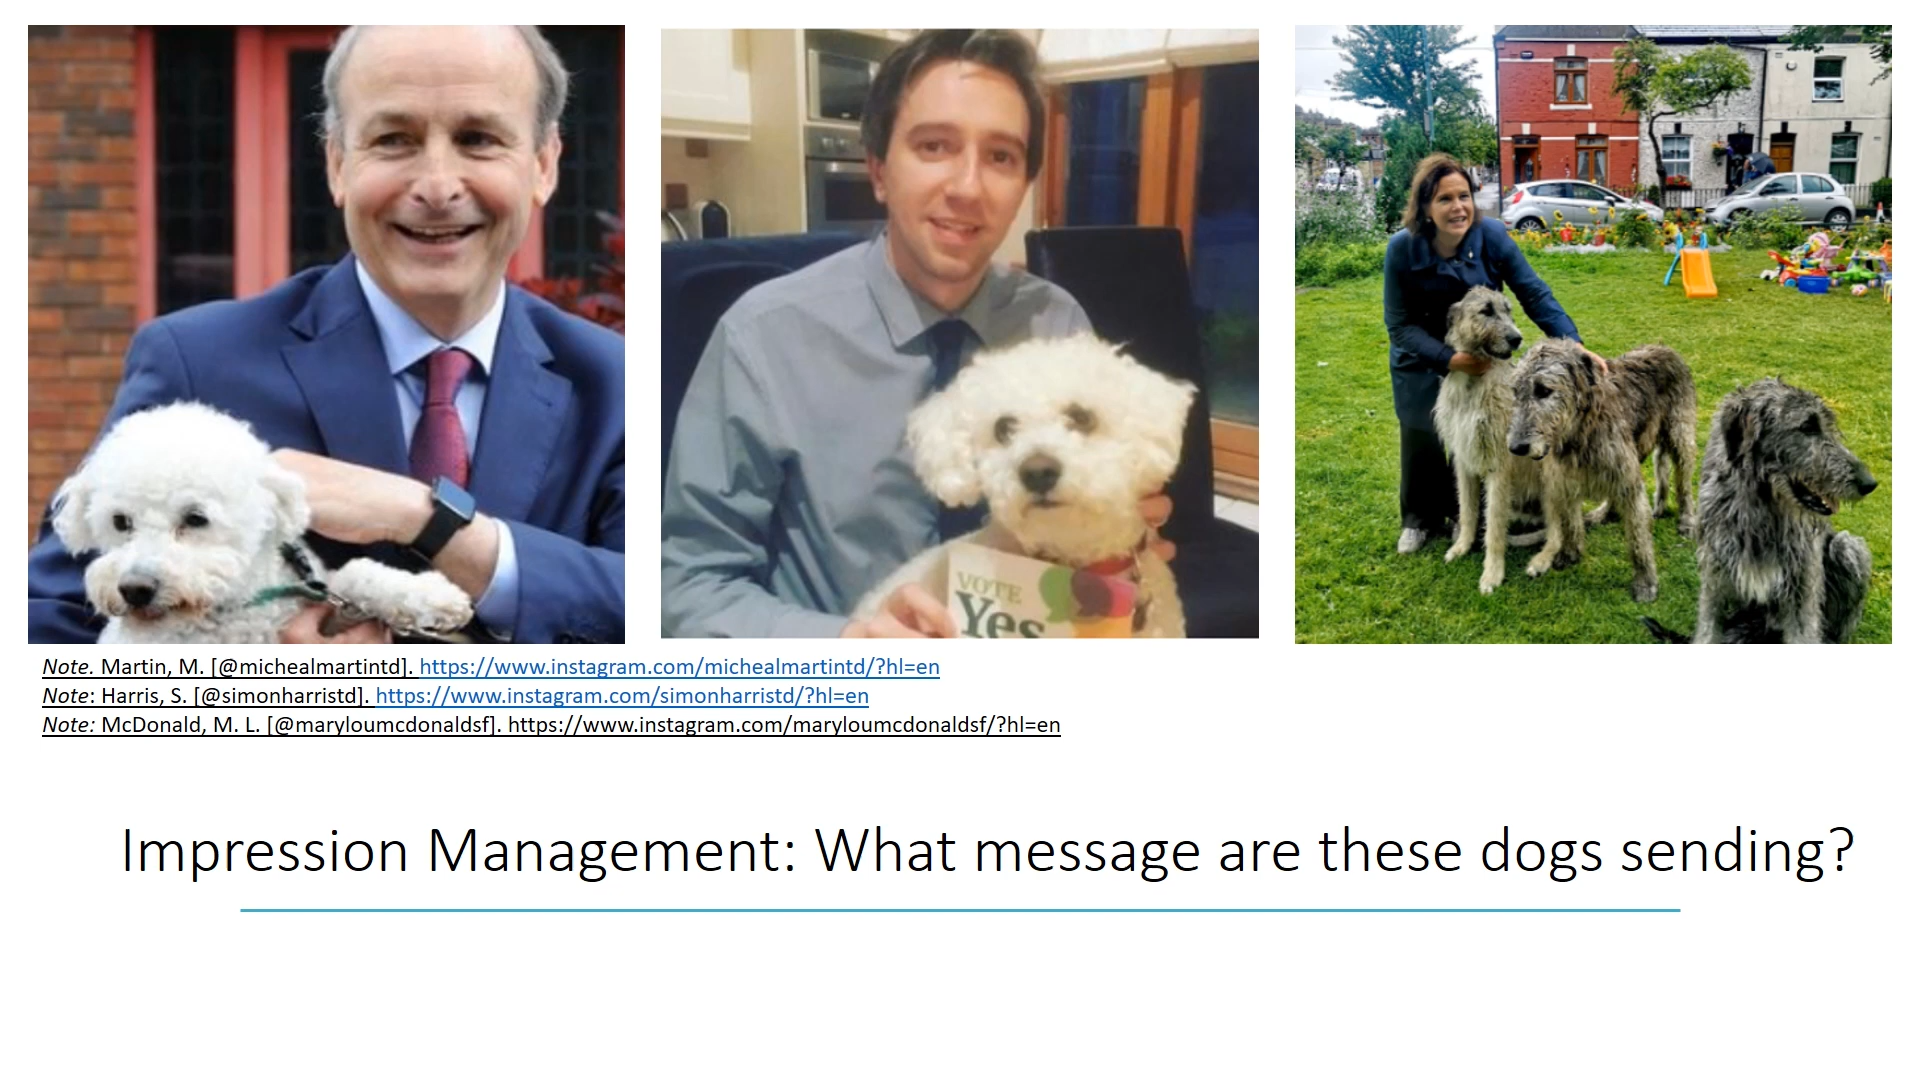 VOTE
Yes
Note. Martin, M. [@michealmartintd]. https://www.instagram.com/michealmartintd/?hl=en
Note: Harris, S. [@simonharristd]. https://www.instagram.com/simonharristd/?hl=en
Note: McDonald, M. L. [@maryloumcdonaldsf]. https://www.instagram.com/maryloumcdonaldsf/?hl=en
Impression Management: What message are these dogs sending?